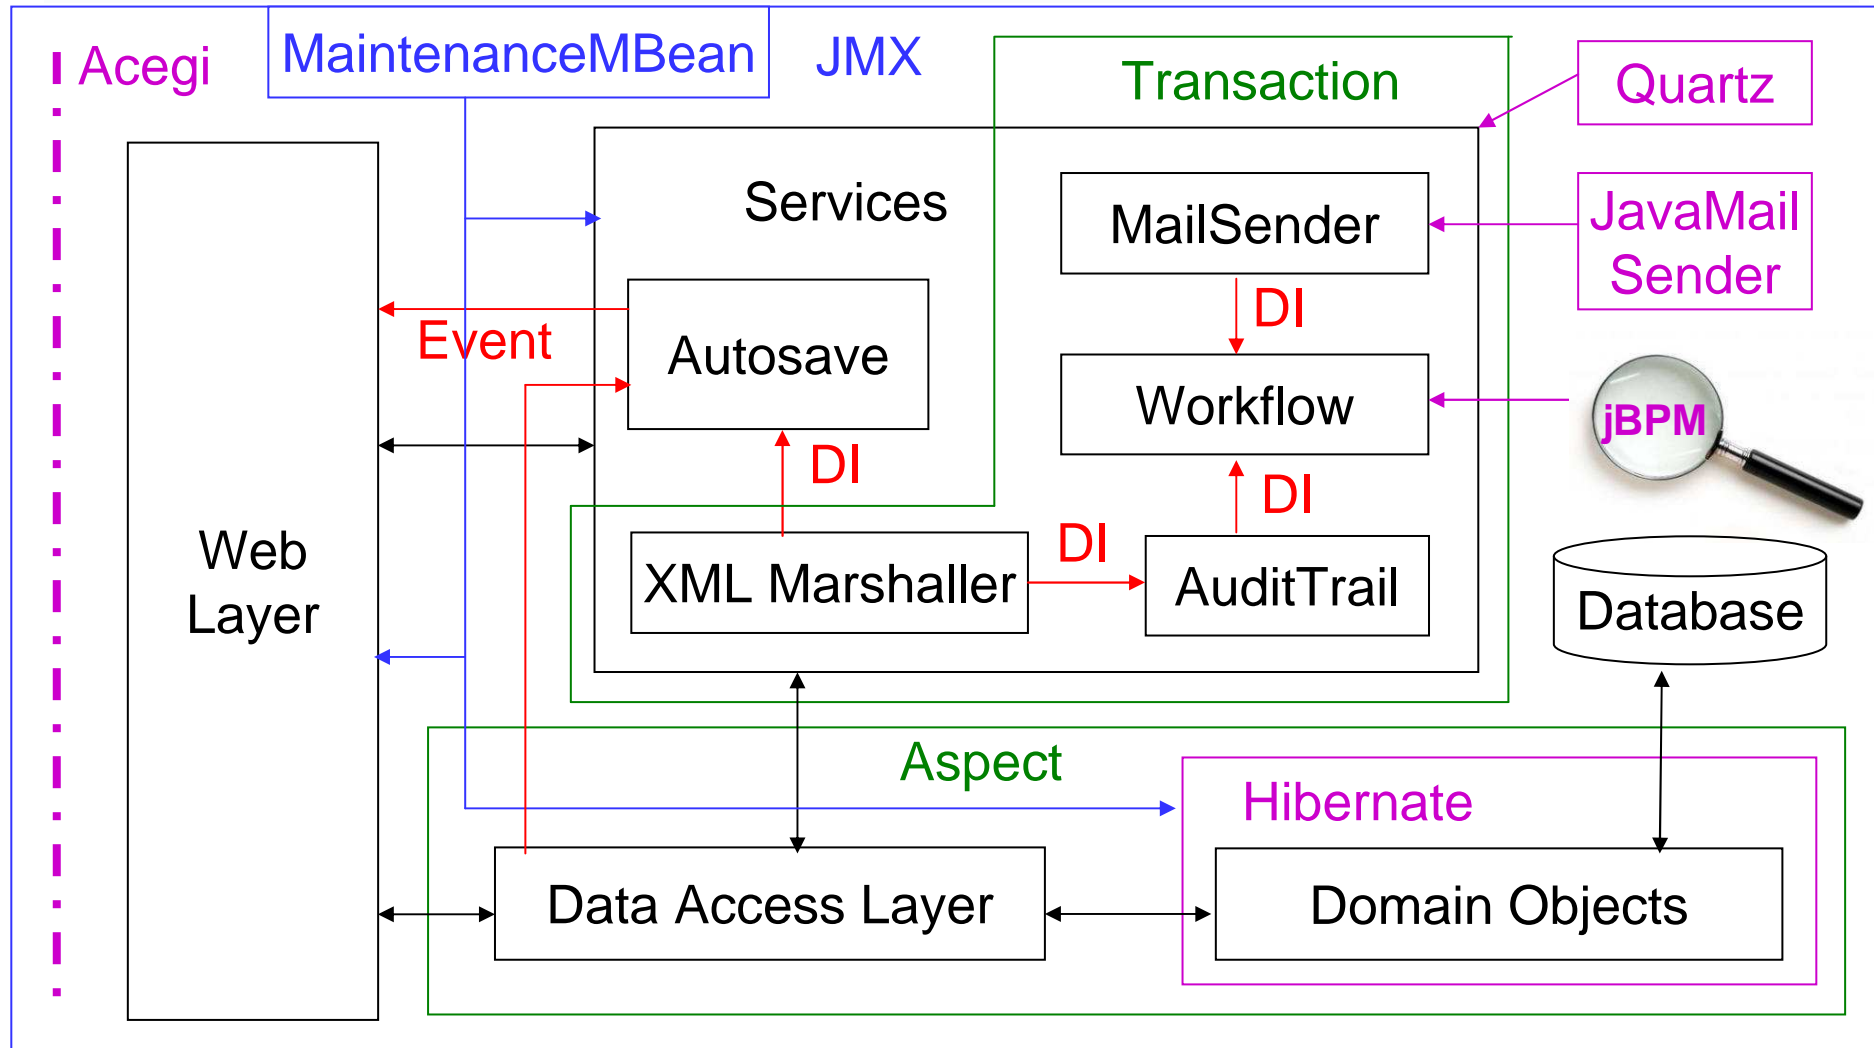 Acegi
MaintenanceMBean
JMX
Transaction
Quartz
Services
MailSender
JavaMail
Sender
DI
Event
Autosave
Workflow
jBPM
DI
DI
Web
Layer
XML Marshaller
DI
AuditTrail
Database
Aspect
Hibernate
Data Access Layer
Domain Objects